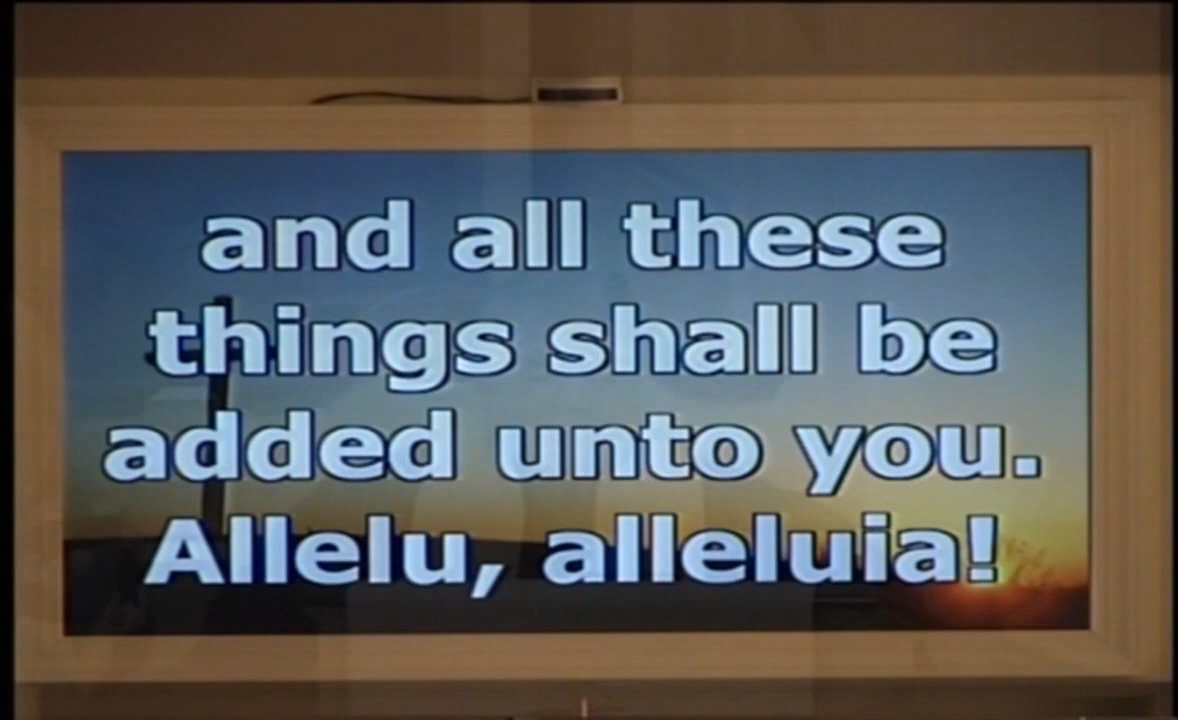 and all these
things shall be
added unto you.
Allelu, alleluia!